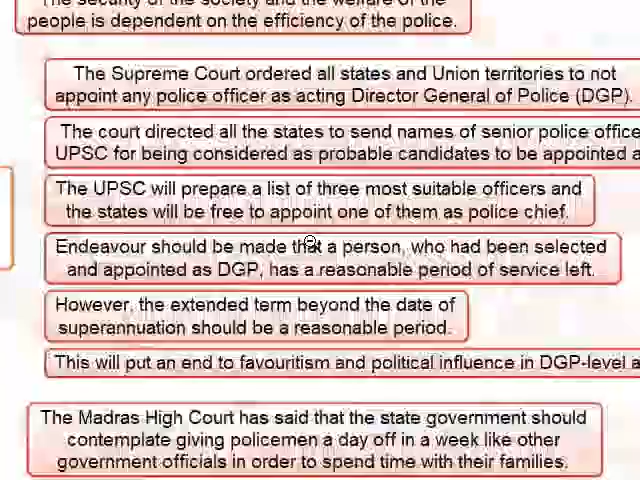 The security of the society and the welfare of the
people is dependent on the efficiency of the police.
The Supreme Court ordered all states and Union territories to not
appoint any police officer as acting Director General of Police (DGP).
The court directed all the states to send names of senior police office
UPSC for being considered as probable candidates to be appointed a
The UPSC will prepare a list of three most suitable officers and
the states will be free to appoint one of them as police chief.
Endeavour should be made that a person, who had been selected
and appointed as DGP, has a reasonable period of service left.
However, the extended term beyond the date of
superannuation should be a reasonable period.
This will put an end to favouritism and political influence in DGP-level a
The Madras High Court has said that the state government should
contemplate giving policemen a day off in a week like other
government officials in order to spend time with their families.